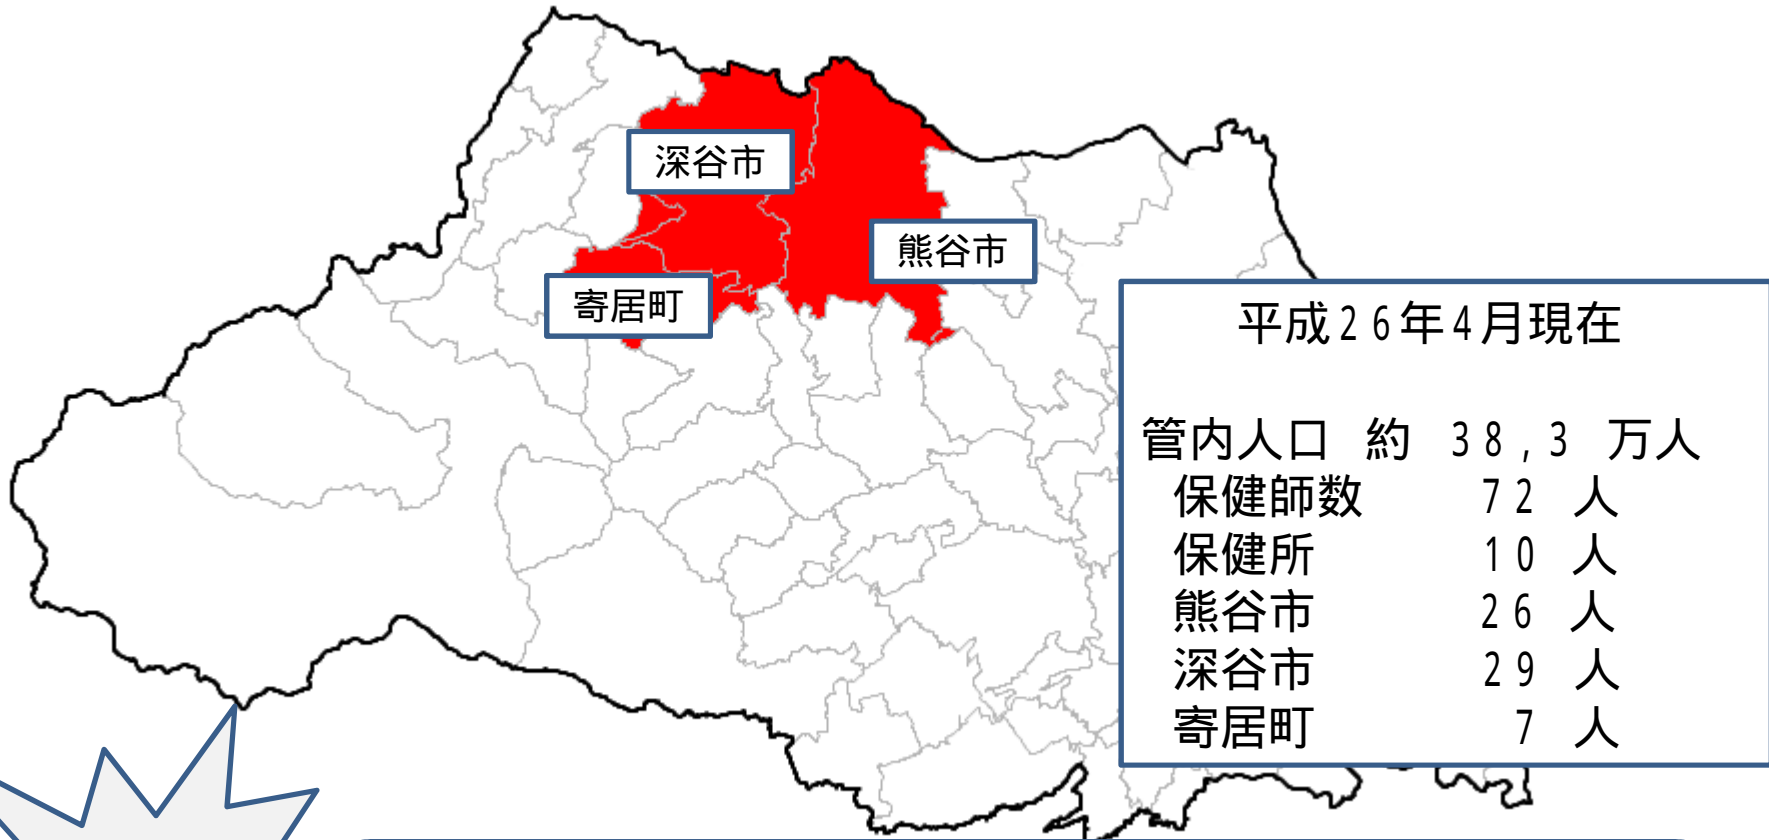 深谷市
熊谷市
寄居町
平成26年4月現在
管内人口 約 38,3 万人
保健師数 72 人
保健所 10 人
熊谷市 26 人
深谷市 29 人
寄居町 7 人